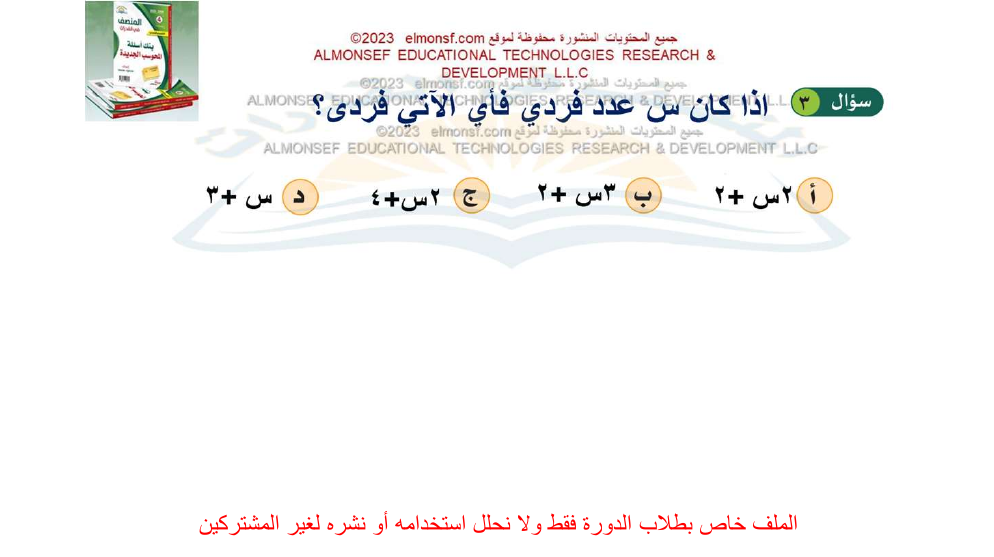 جميع المحتويات المنشورة محفوظة لموقع elmonsf.com ©2023
ALMONSEF EDUCATIONAL TECHNOLOGIES RESEARCH &
DEVELOPMENT L.L.C
جميع المحتويات المنشورة محفوظة لموقع elmonsf.com ©2023
ALMONSEF EDUCATIONAL TECHNOLOGIES RESEARCH & DEVELOPMENT L.L.C
سؤال ٣ اذا كان س عدد فردي فأي الآتي فردى؟
جميع المحتويات المنشورة محفوظة لموقع elmonsf.com ©2023
ALMONSEF EDUCATIONAL TECHNOLOGIES RESEARCH & DEVELOPMENT L.L.C
أ ٢س +٢ ب ٣س +٢ ج ٢س+٤ د س +٣
المنصف
بنك أسئلة
المحوسب الجديدة
الملف خاص بطلاب الدورة فقط ولا نحلل استخدامه أو نشره لغير المشتركين